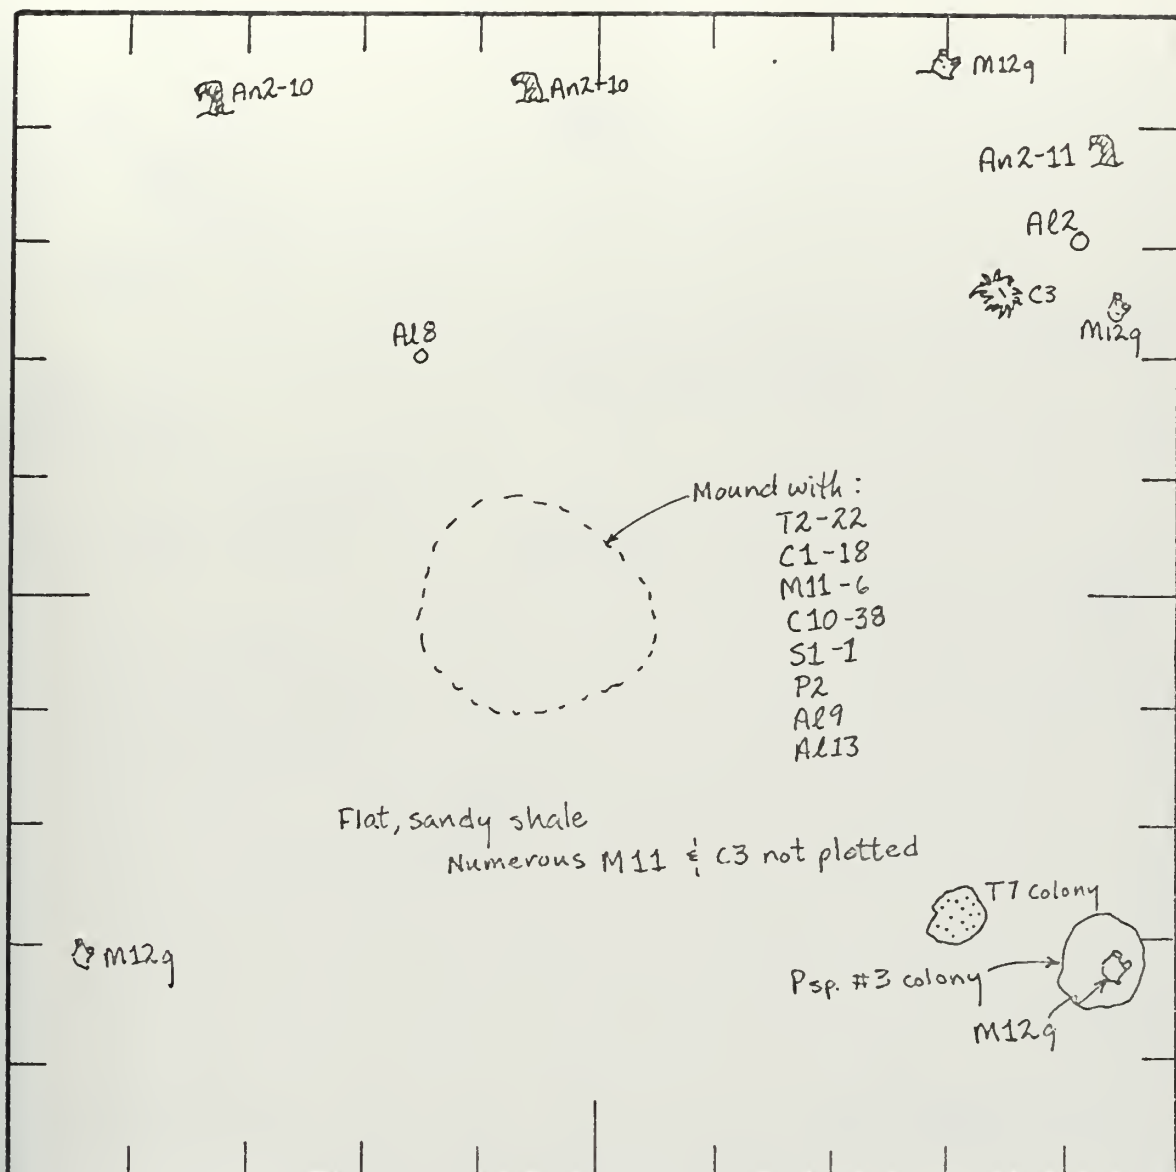 M12g
An2-10
An2-10
An2-11
Al2
C3
M12g
Al8
Mound with:
T2-22
C1-18
M11-6
C10-38
S1-1
P2
Al9
Al13
Flat, sandy shale
Numerous M11 & C3 not plotted
T7 colony
M12g
Psp. #3 colony
M12g